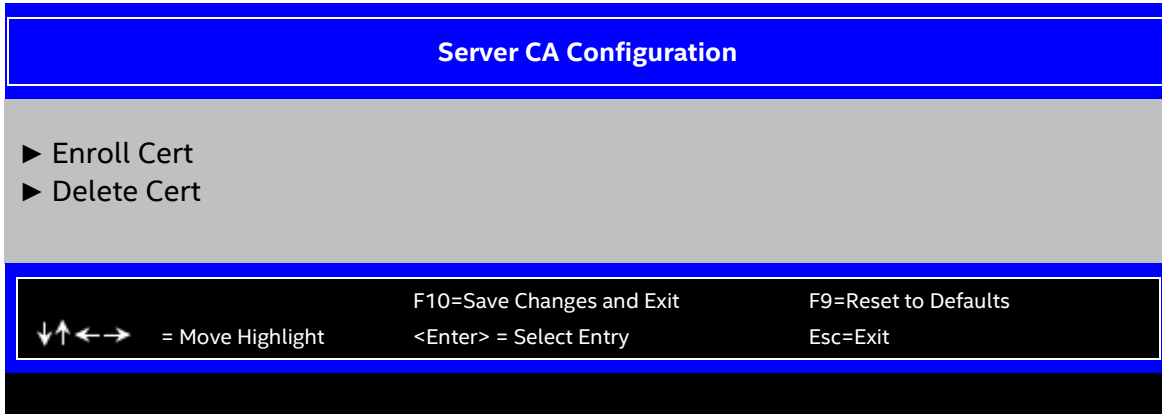 Server CA Configuration
► Enroll Cert
► Delete Cert
F10=Save Changes and Exit F9=Reset to Defaults
↓↑←→ = Move Highlight <Enter> = Select Entry Esc=Exit